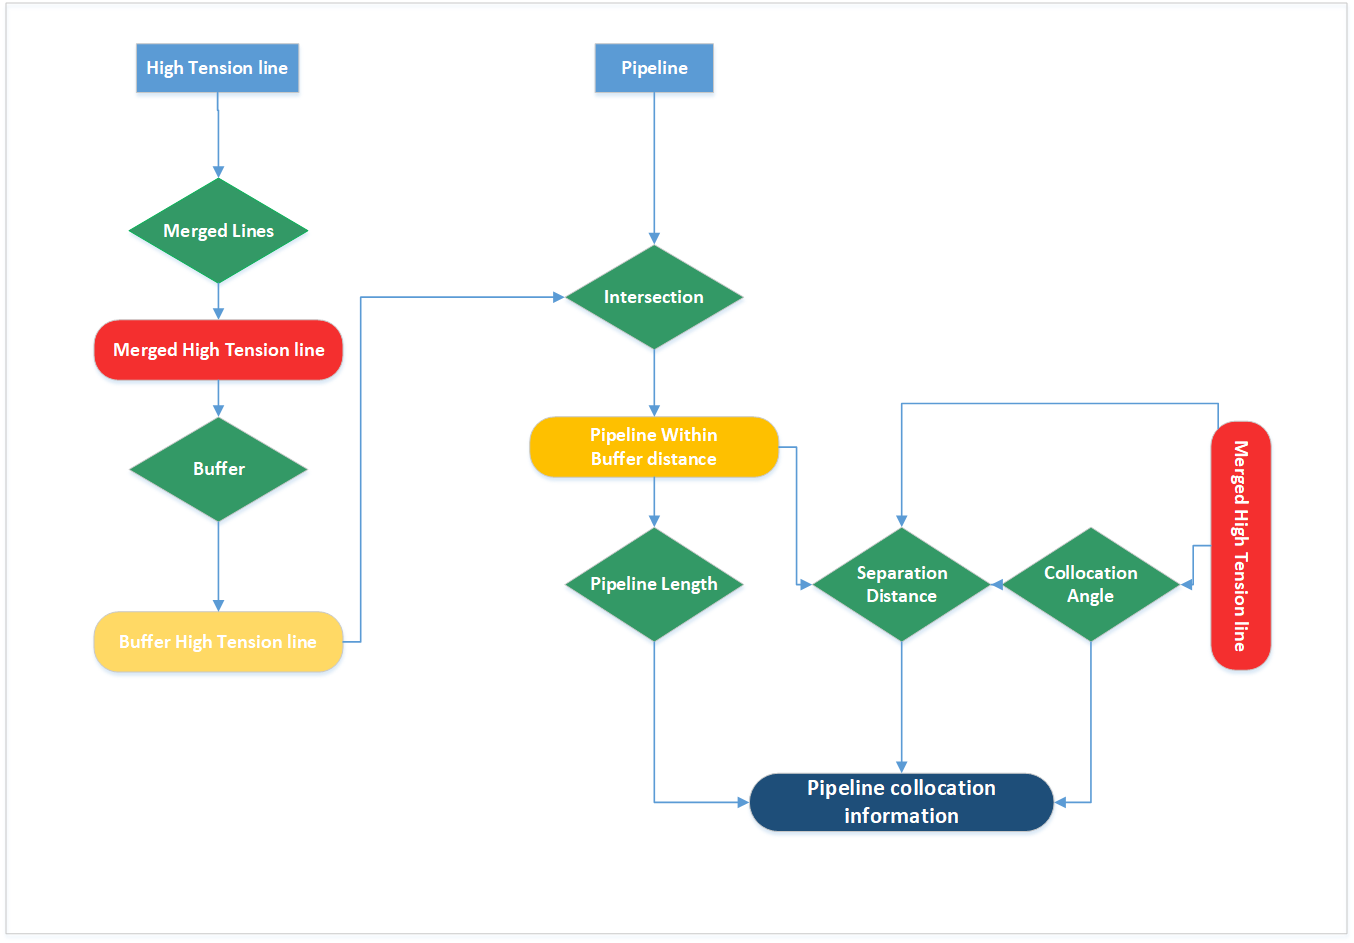 High Tension line
Pipeline
Merged Lines
Intersection
Merged High Tension line
Pipeline Within
Buffer distance
Buffer
Merged High Tension line
Pipeline Length
Separation
Distance
Collocation
Angle
Buffer High Tension line
Pipeline collocation
information